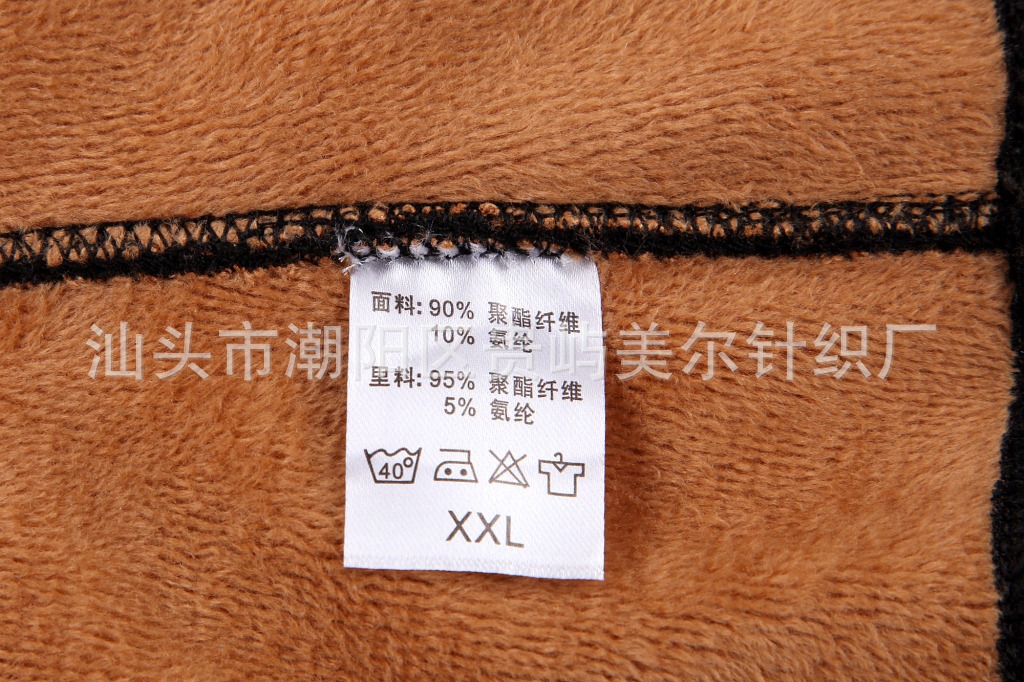 面料: 90% 聚酯纤维
10% 氨纶
汕头市潮阳区贵屿美尔针织厂
里料: 95% 聚酯纤维
5% 氨纶
40°
XXL